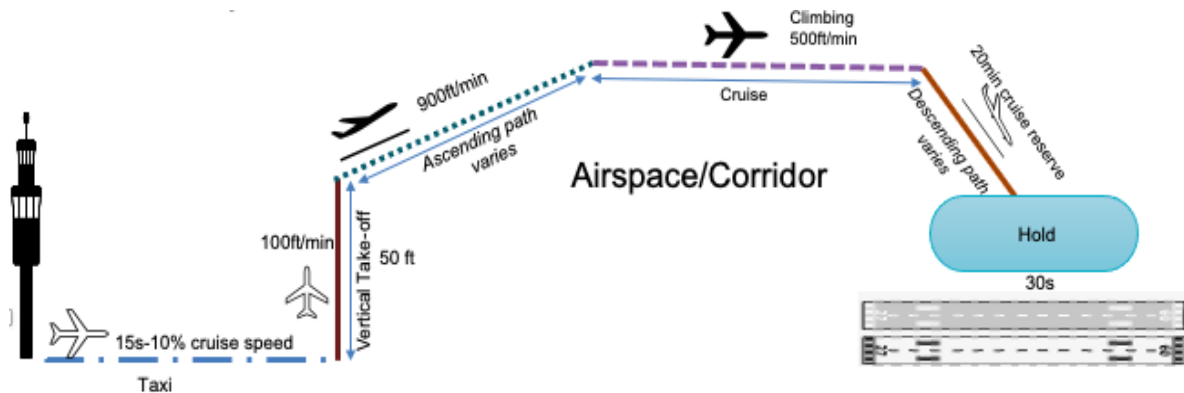 Climbing
500ft/min
900ft/min
20min cruise reserve
Cruise
Ascending path
varies
Descending path
varies
Airspace/Corridor
100ft/min
Vertical Take-off
50 ft
Hold
30s
15s-10% cruise speed
Taxi